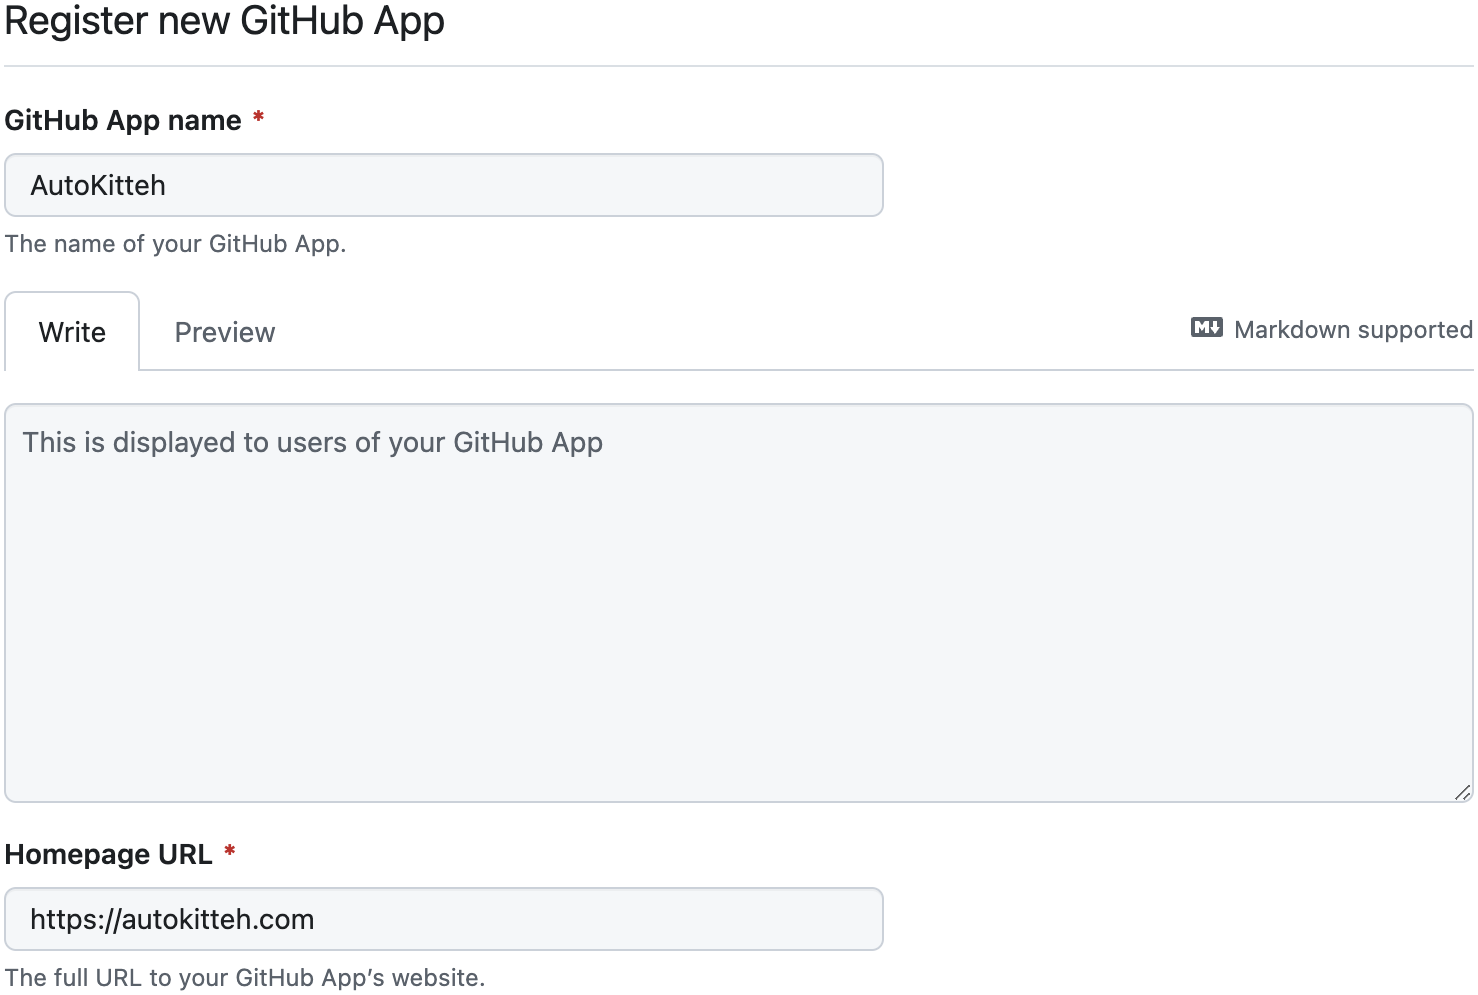 Register new GitHub App
GitHub App name *
AutoKitteh
The name of your GitHub App.
Write Preview Markdown supported
This is displayed to users of your GitHub App
Homepage URL *
https://autokitteh.com
The full URL to your GitHub App’s website.